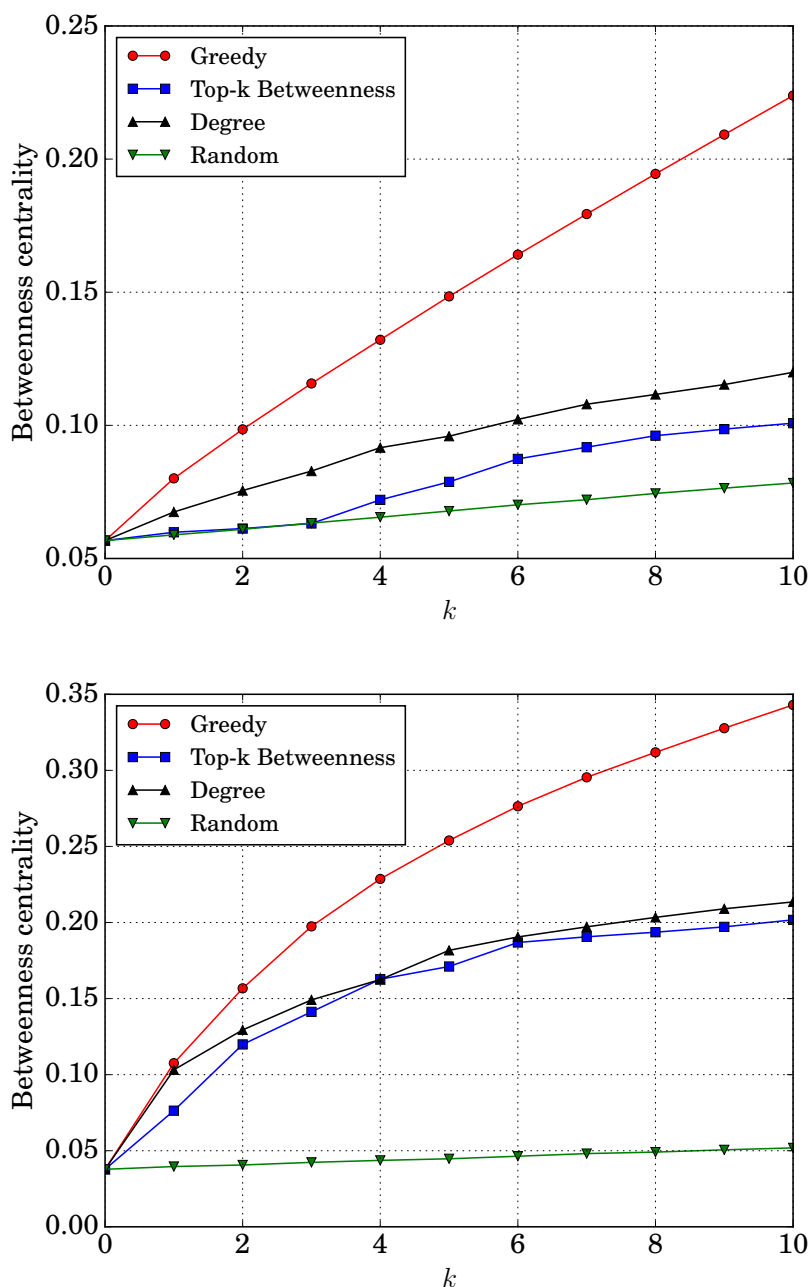 0.25
Greedy
Top-k Betweenness
Degree
Random
0.20
0.15
0.10
0.05
Betweenness centrality
0 2 4 6 8 10
k
0.35
Greedy
Top-k Betweenness
Degree
Random
0.30
0.25
0.20
0.15
0.10
0.05
0.00
Betweenness centrality
0 2 4 6 8 10
k